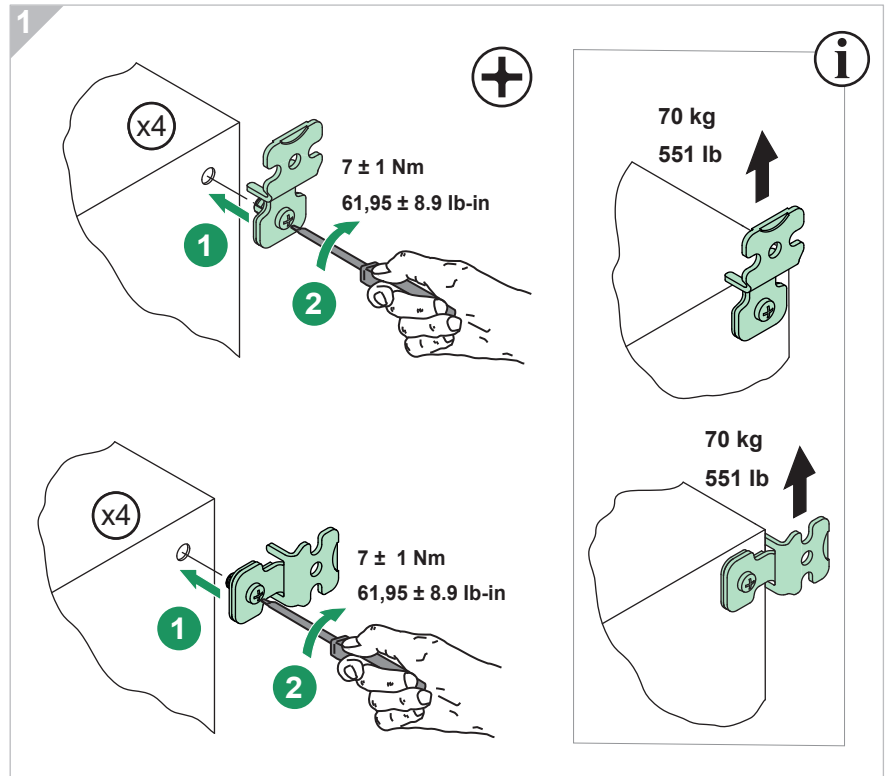 1
x4
7 ± 1 Nm
61,95 ± 8.9 lb-in
1
2
i
70 kg
551 lb
x4
7 ± 1 Nm
61,95 ± 8.9 lb-in
1
2
70 kg
551 lb